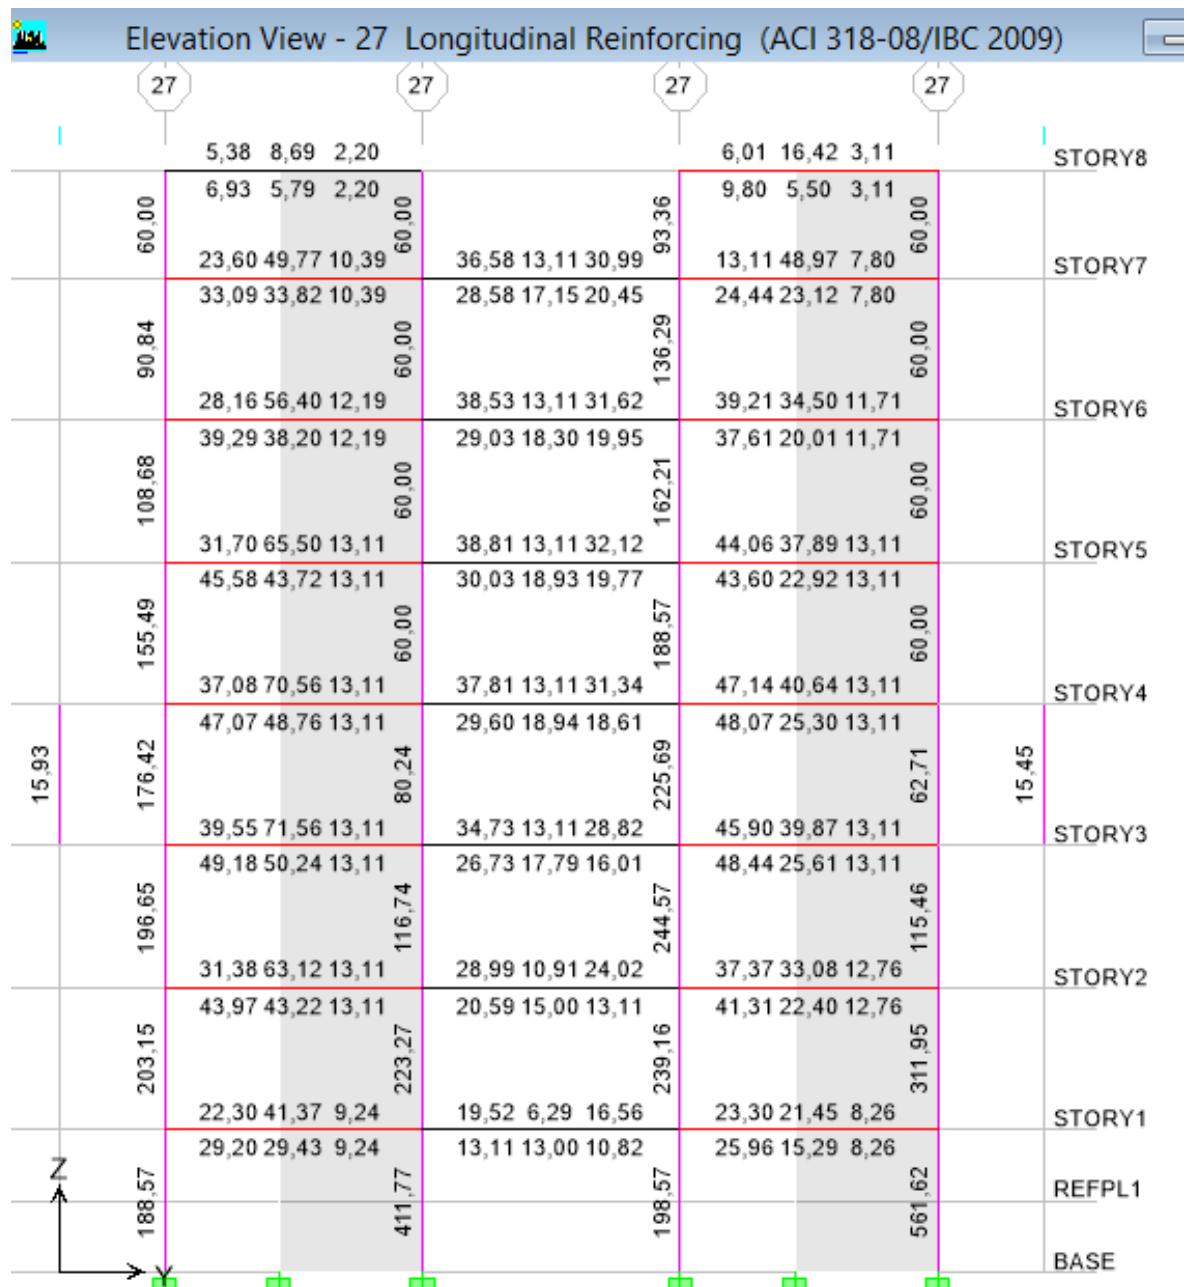 Elevation View - 27 Longitudinal Reinforcing (ACI 318-08/IBC 2009)
27 27 27 27
5,38 8,69 2,20 6,01 16,42 3,11 STORY8
6,93 5,79 2,20 9,80 5,50 3,11
60,00 60,00 93,36 60,00
23,60 49,77 10,39 36,58 13,11 30,99 13,11 48,97 7,80 STORY7
33,09 33,82 10,39 28,58 17,15 20,45 24,44 23,12 7,80
90,84 60,00 136,29 60,00
28,16 56,40 12,19 38,53 13,11 31,62 39,21 34,50 11,71 STORY6
39,29 38,20 12,19 29,03 18,30 19,95 37,61 20,01 11,71
108,68 60,00 162,21 60,00
31,70 65,50 13,11 38,81 13,11 32,12 44,06 37,89 13,11 STORY5
45,58 43,72 13,11 30,03 18,93 19,77 43,60 22,92 13,11
155,49 60,00 188,57 60,00
37,08 70,56 13,11 37,81 13,11 31,34 47,14 40,64 13,11 STORY4
47,07 48,76 13,11 29,60 18,94 18,61 48,07 25,30 13,11
15,93 176,42 80,24 225,69 62,71 15,45
39,55 71,56 13,11 34,73 13,11 28,82 45,90 39,87 13,11 STORY3
49,18 50,24 13,11 26,73 17,79 16,01 48,44 25,61 13,11
196,65 116,74 244,57 115,46
31,38 63,12 13,11 28,99 10,91 24,02 37,37 33,08 12,76 STORY2
43,97 43,22 13,11 20,59 15,00 13,11 41,31 22,40 12,76
203,15 223,27 239,16 311,95
22,30 41,37 9,24 19,52 6,29 16,56 23,30 21,45 8,26 STORY1
29,20 29,43 9,24 13,11 13,00 10,82 25,96 15,29 8,26
Z REFPL1
188,57 411,77 198,57 561,62
Y BASE